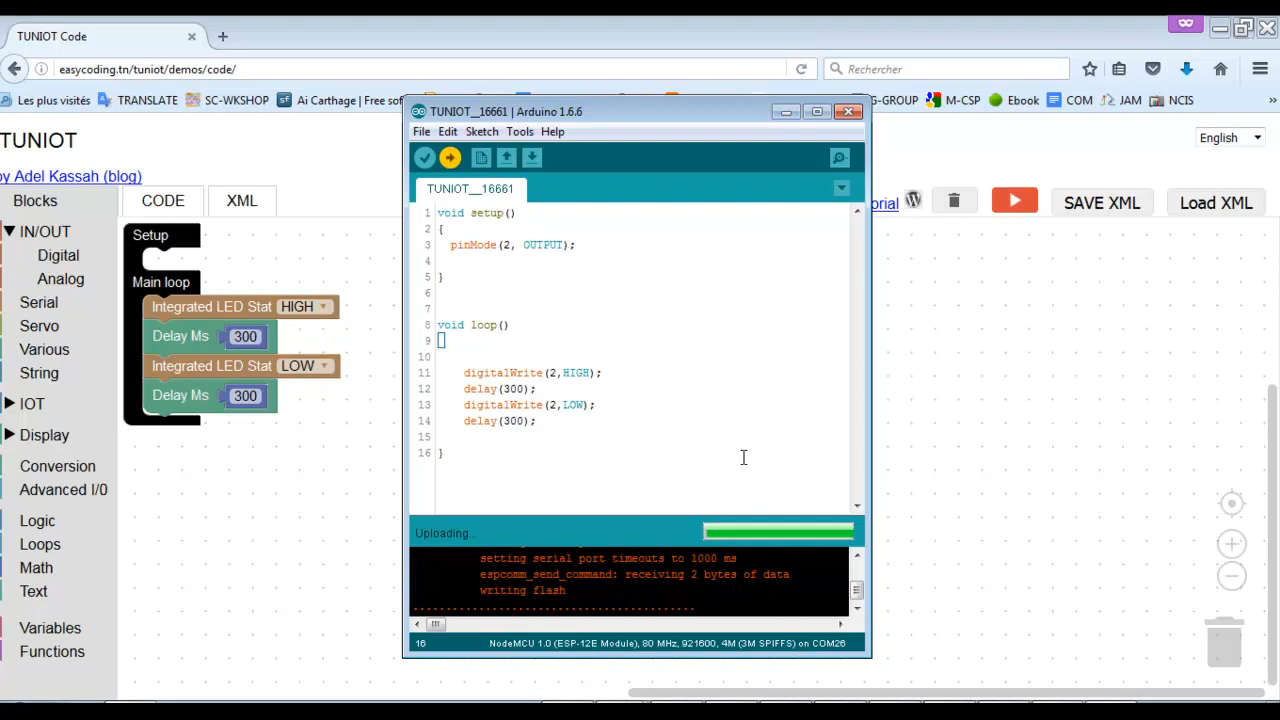 TUNIOT Code
easycoding.tn/tuniot/demos/code/
Rechercher
Les plus visités TRANSLATE SC-WKSHOP Ai Carthage| Free sof G-GROUP M-CSP Ebook COM JAM NCIS
TUNIOT
by Adel Kassah (blog)
English
Blocks
CODE
XML
orial
SAVE XML
Load XML
IN/OUT
Digital
Analog
Serial
Servo
Various
String
IOT
Display
Conversion
Advanced I/0
Logic
Loops
Math
Text
Variables
Functions
Setup
Main loop
Integrated LED Stat HIGH
Delay Ms 300
Integrated LED Stat LOW
Delay Ms 300
TUNIOT__16661 | Arduino 1.6.6
File Edit Sketch Tools Help
TUNIOT__16661
1 void setup()
2 {
3 pinMode(2, OUTPUT);
4
5 }
6
7
8 void loop()
9
10
11 digitalWrite(2,HIGH);
12 delay(300);
13 digitalWrite(2,LOW);
14 delay(300);
15
16 }
Uploading...
setting serial port timeouts to 1000 ms
espcomm_send_command: receiving 2 bytes of data
writing flash
..........................................
16 NodeMCU 1.0 (ESP-12E Module), 80 MHz, 921600, 4M (3M SPIFFS) on COM26